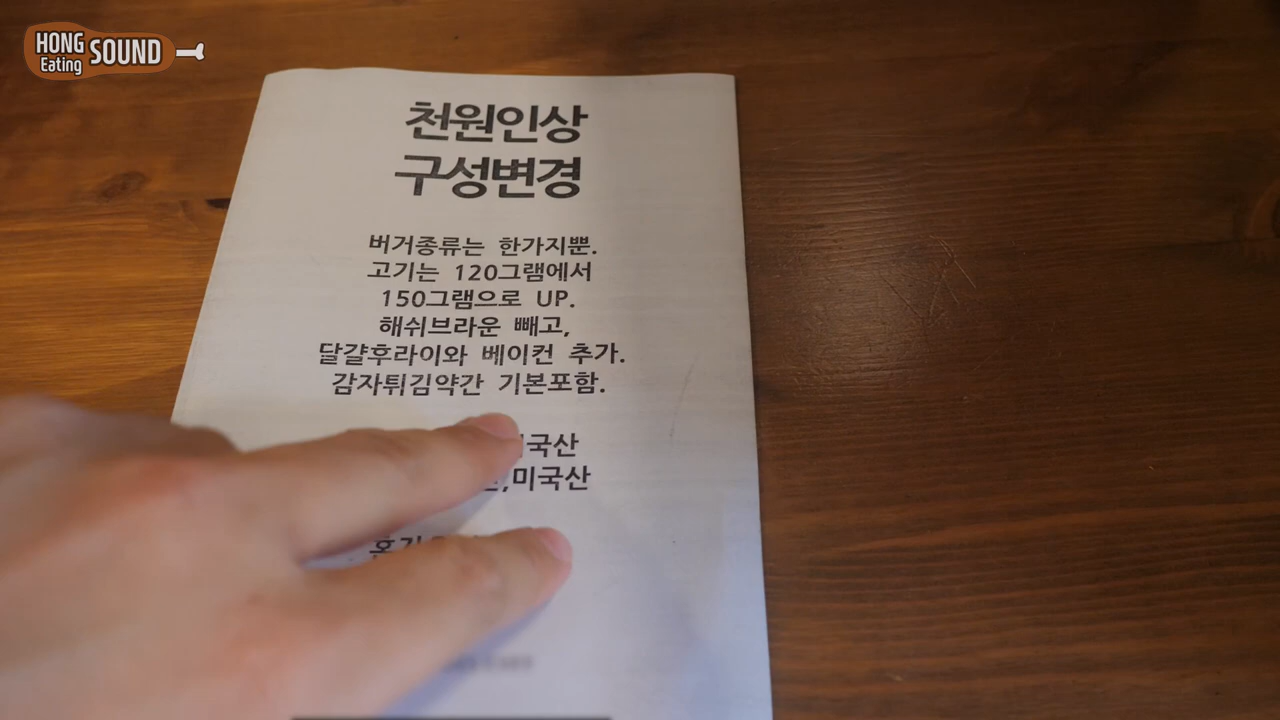 HONG
Eating SOUND
천원인상
구성변경
버거종류는 한가지뿐.
고기는 120그램에서
150그램으로 UP.
해쉬브라운 빼고,
달걀후라이와 베이컨 추가.
감자튀김약간 기본포함.
국산
,미국산